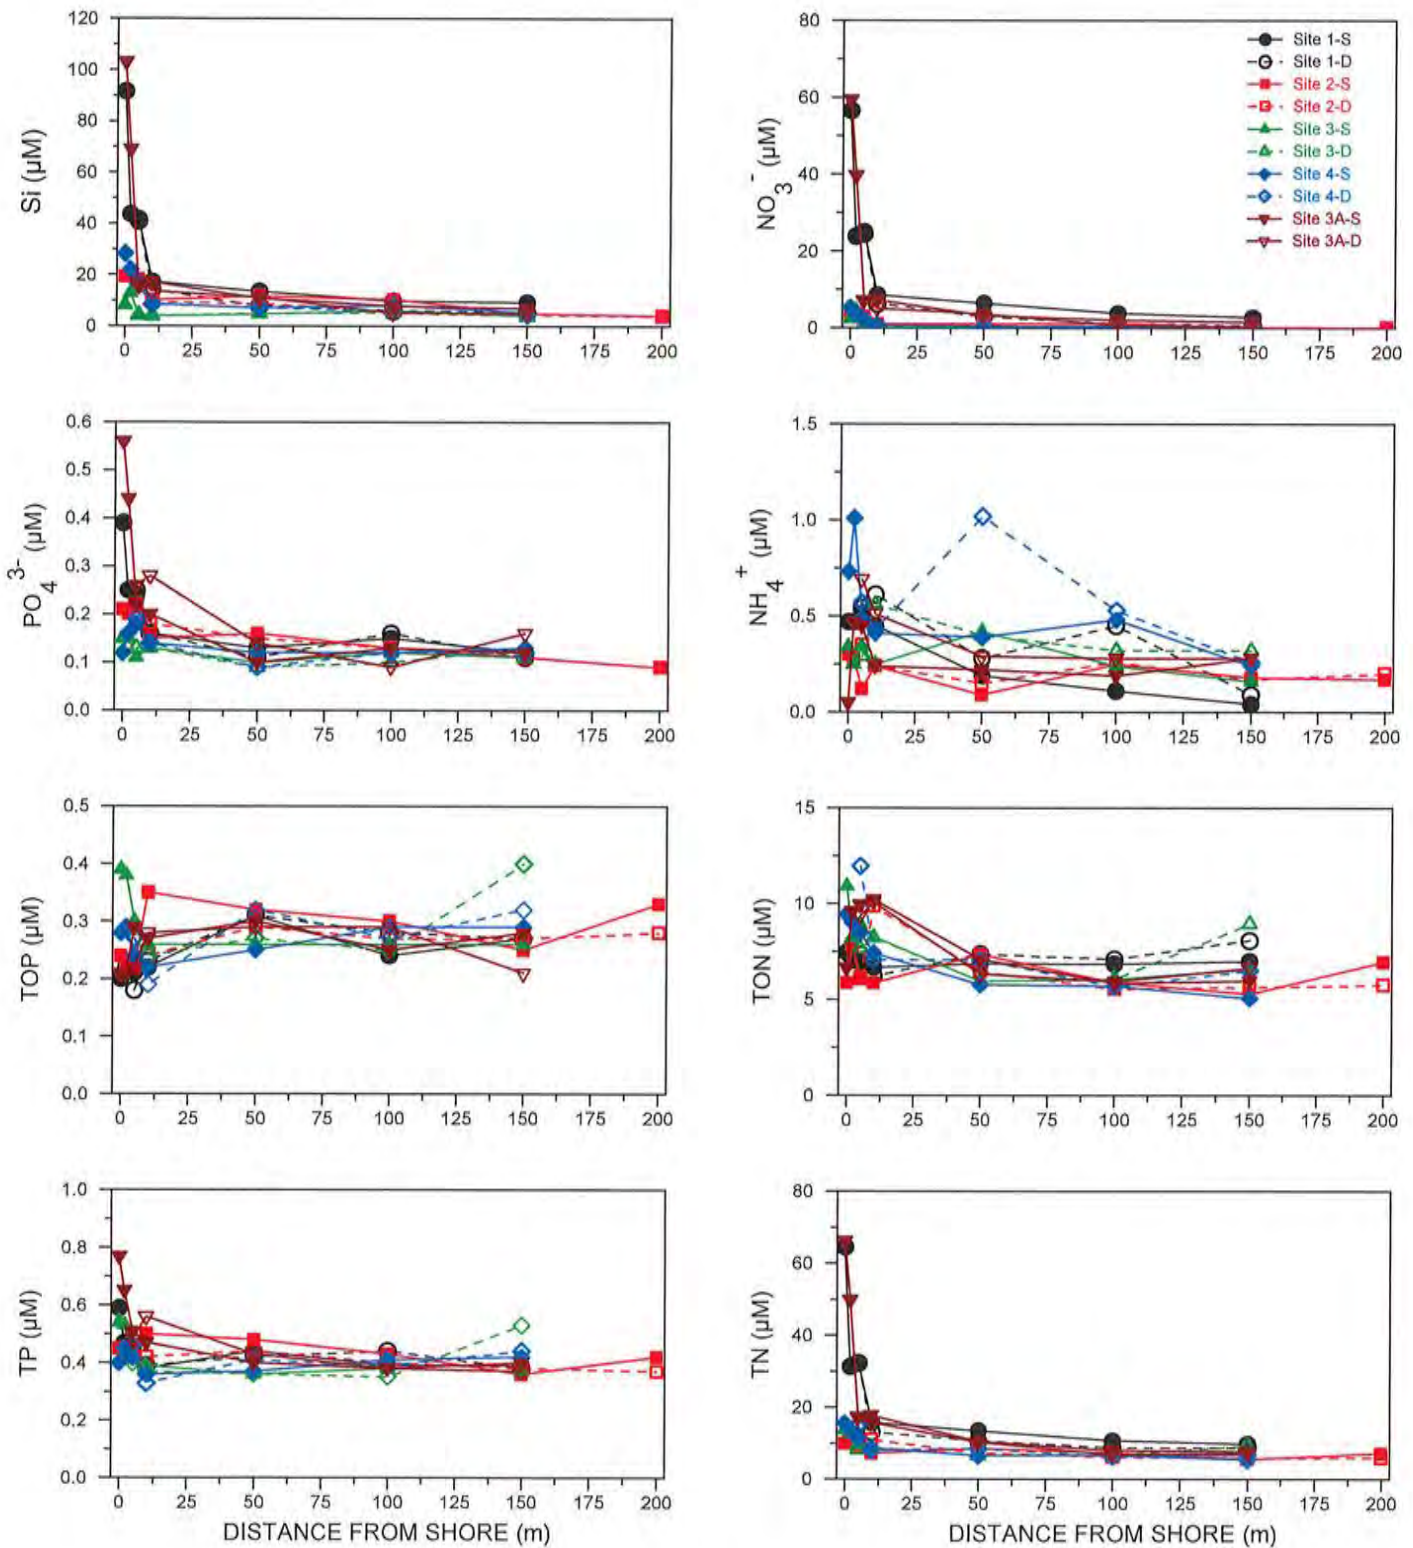 120
100
80
60
40
20
0
Si (µM)
0 25 50 75 100 125 150 175 200
80
60
40
20
0
NO3- (µM)
0 25 50 75 100 125 150 175 200
Site 1-S
Site 1-D
Site 2-S
Site 2-D
Site 3-S
Site 3-D
Site 4-S
Site 4-D
Site 3A-S
Site 3A-D
0.6
0.5
0.4
0.3
0.2
0.1
0.0
PO4 3- (µM)
0 25 50 75 100 125 150 175 200
1.5
1.0
0.5
0.0
NH4+ (µM)
0 25 50 75 100 125 150 175 200
0.5
0.4
0.3
0.2
0.1
0.0
TOP (µM)
0 25 50 75 100 125 150 175 200
15
10
5
0
TON (µM)
0 25 50 75 100 125 150 175 200
1.0
0.8
0.6
0.4
0.2
0.0
TP (µM)
0 25 50 75 100 125 150 175 200
DISTANCE FROM SHORE (m)
80
60
40
20
0
TN (µM)
0 25 50 75 100 125 150 175 200
DISTANCE FROM SHORE (m)